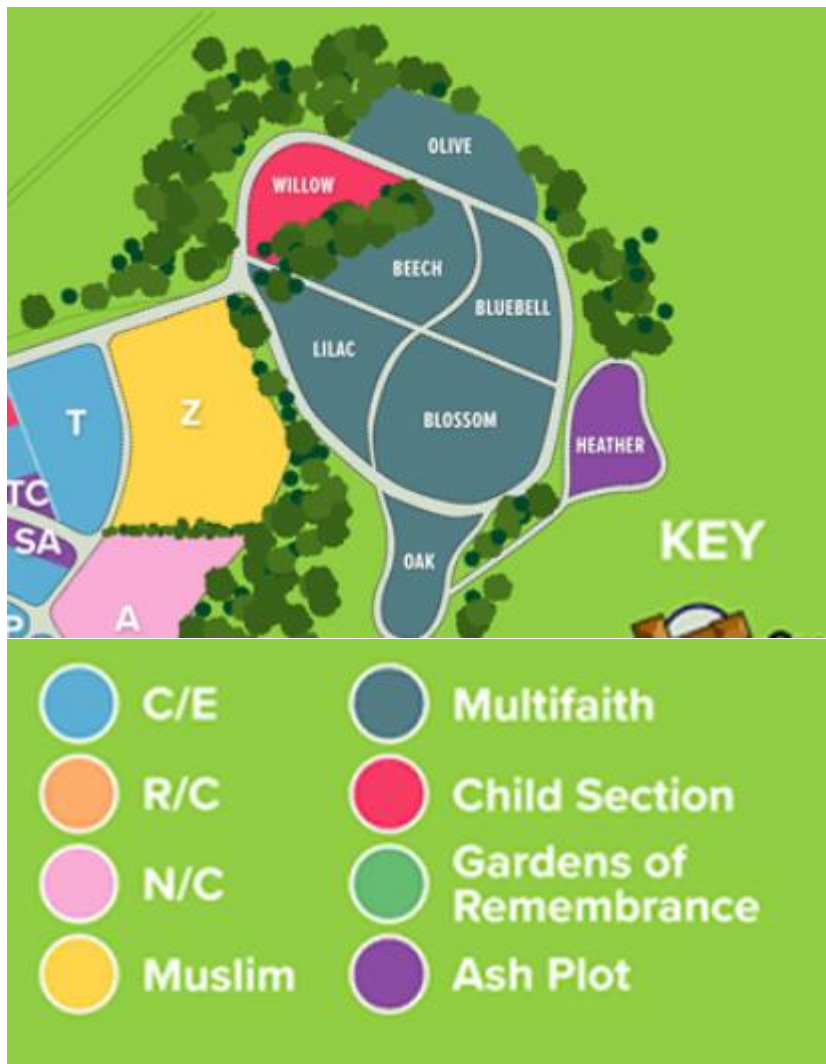 OLIVE
WILLOW
BEECH
BLUEBELL
LILAC
T
Z
BLOSSOM
HEATHER
TC
SA
KEY
OAK
A
P
C/E
Multifaith
R/C
Child Section
N/C
Gardens of
Remembrance
Muslim
Ash Plot